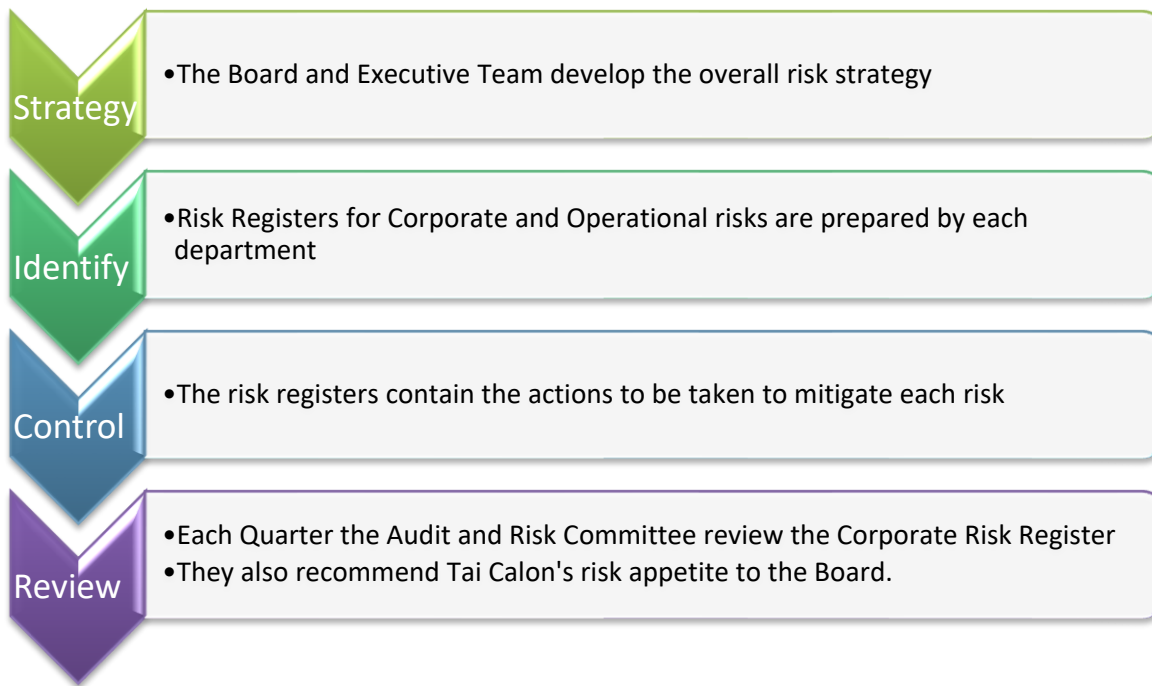 Strategy
•The Board and Executive Team develop the overall risk strategy
Identify
•Risk Registers for Corporate and Operational risks are prepared by each
department
Control
•The risk registers contain the actions to be taken to mitigate each risk
Review
•Each Quarter the Audit and Risk Committee review the Corporate Risk Register
•They also recommend Tai Calon's risk appetite to the Board.